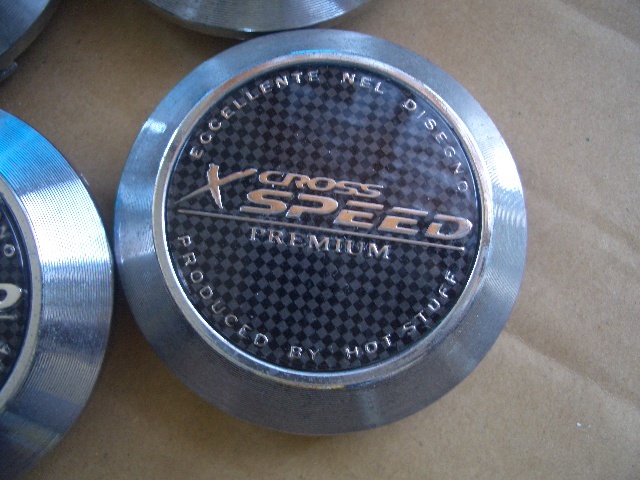 ECCELLENTE NEL DISEGNO
X CROSS
SPEED
PREMIUM
PRODUCED BY HOT STUFF